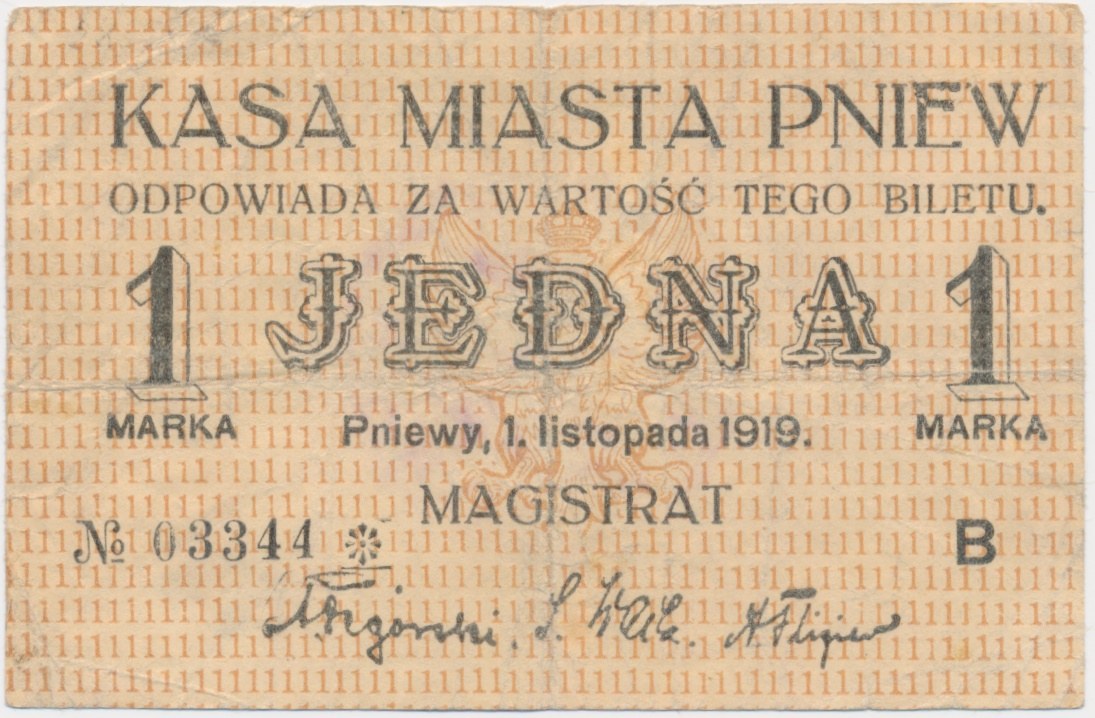 KASA MIASTA PNIEW
ODPOWIADA ZA WARTOŚĆ TEGO BILETU.
1 JEDNA 1
MARKA Pniewy, 1. listopada 1919. MARKA
MAGISTRAT
№ 03344 B